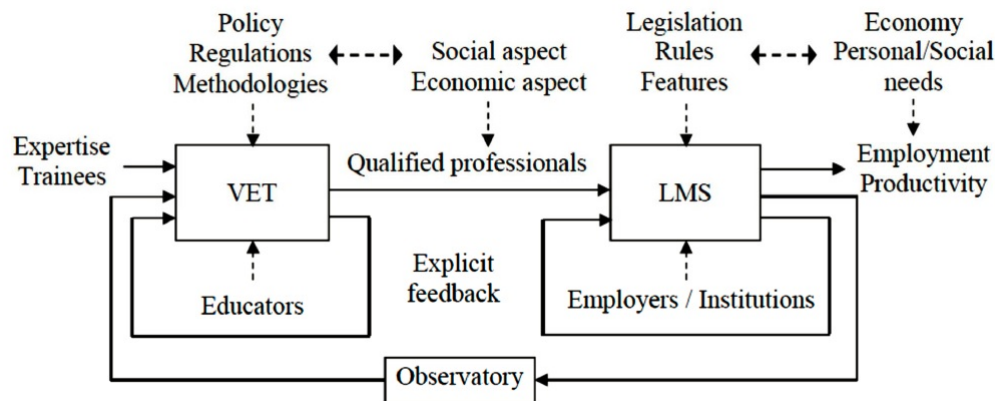 Policy
Regulations
Methodologies
Social aspect
Economic aspect
Legislation
Rules
Features
Economy
Personal/Social
needs
Expertise
Trainees
VET
Qualified professionals
LMS
Employment
Productivity
Educators
Explicit
feedback
Employers / Institutions
Observatory